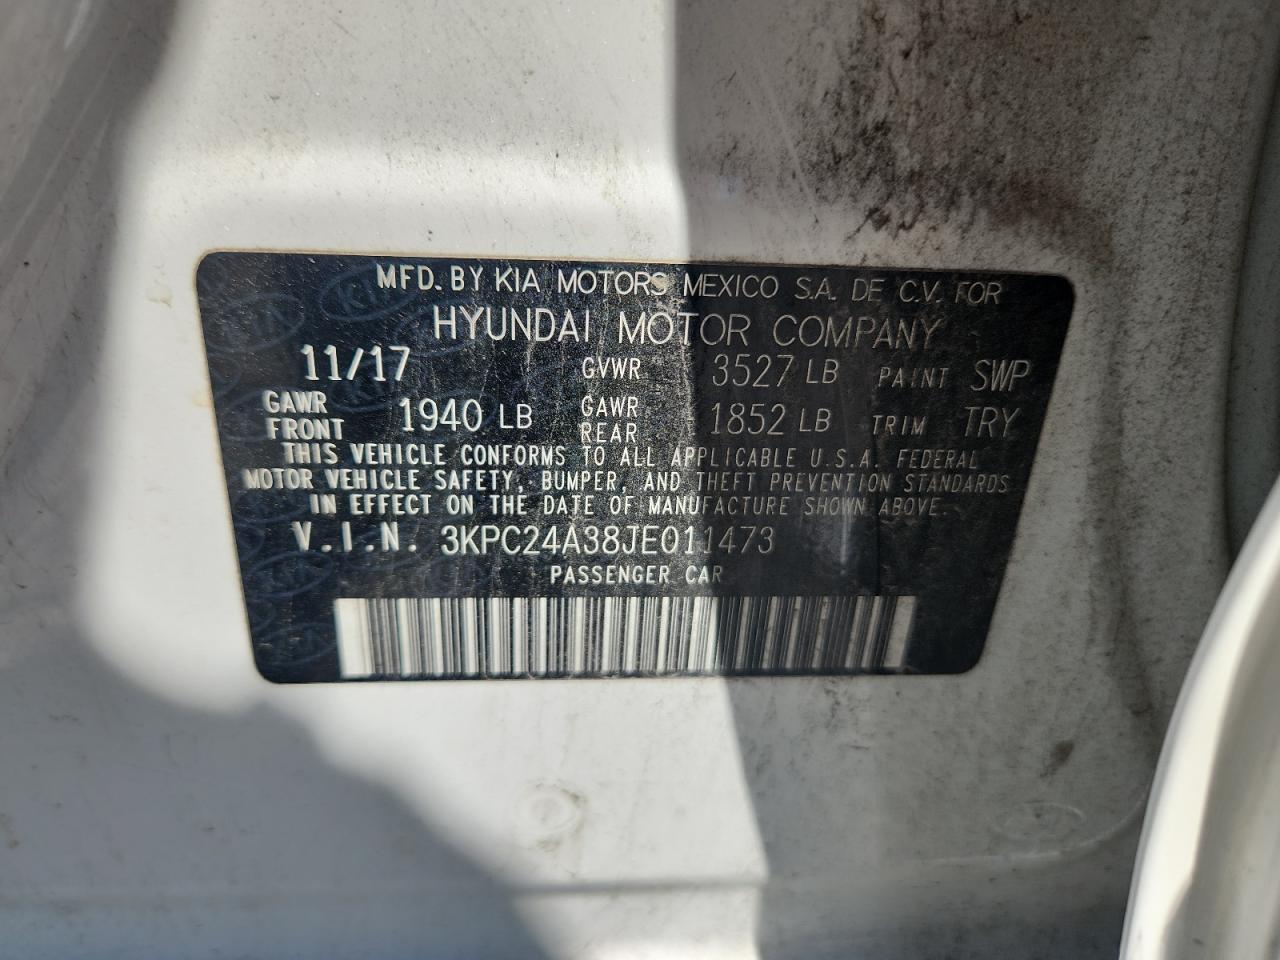 MFD. BY KIA MOTORS MEXICO S.A. DE C.V. FOR
HYUNDAI MOTOR COMPANY
11/17 GVWR 3527 LB PAINT SWP
GAWR FRONT 1940 LB GAWR REAR 1852 LB TRIM TRY
THIS VEHICLE CONFORMS TO ALL APPLICABLE U.S.A. FEDERAL
MOTOR VEHICLE SAFETY, BUMPER, AND THEFT PREVENTION STANDARDS
IN EFFECT ON THE DATE OF MANUFACTURE SHOWN ABOVE.
V.I.N. 3KPC24A38JE011473
PASSENGER CAR